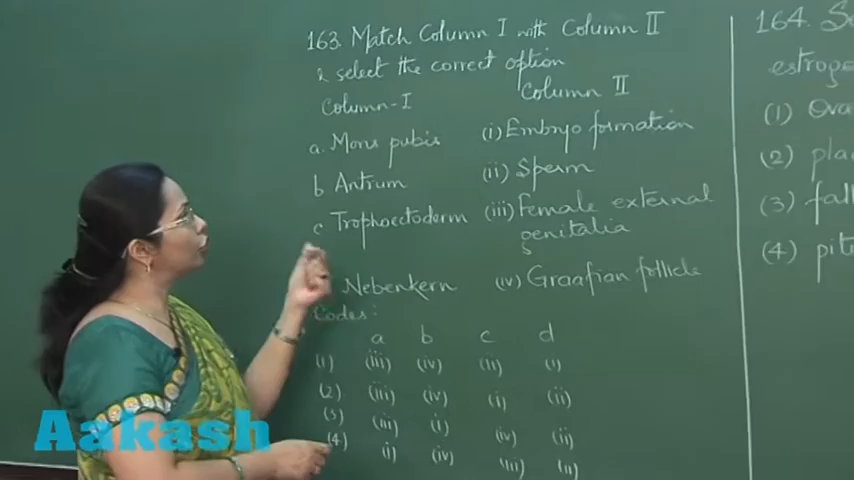 163. Match Column I with Column II
& select the correct option
Column-I Column II
a. Mons pubis (i) Embryo formation
b Antrum (ii) Sperm
c Trophoectoderm (iii) Female external genitalia
Nebenkern (iv) Graafian follicle
Codes:
a b c d
(1) (iii) (iv) (ii) (i)
(2) (iii) (iv) (i) (ii)
(3) (iii) (i) (iv) (ii)
(4) (i) (iv) (iii) (ii)
164.
estrog
(1) Ova
(2) pla
(3) fall
(4) pit
Aakash